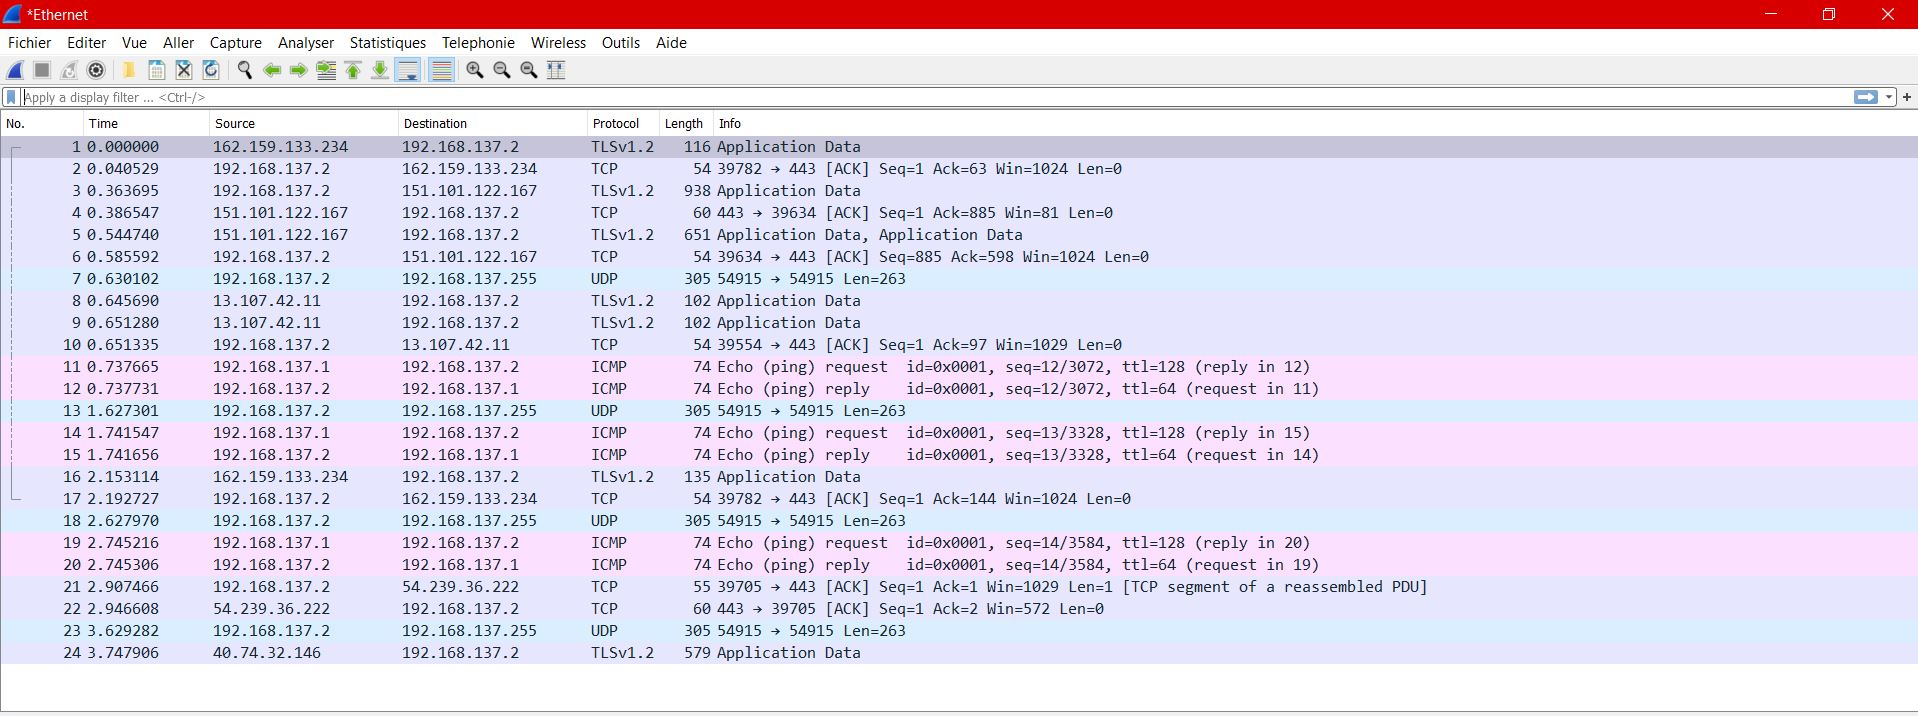 *Ethernet
Fichier Editer Vue Aller Capture Analyser Statistiques Telephonie Wireless Outils Aide
Apply a display filter ... <Ctrl-/>
No. Time Source Destination Protocol Length Info
1 0.000000 162.159.133.234 192.168.137.2 TLSv1.2 116 Application Data
2 0.040529 192.168.137.2 162.159.133.234 TCP 54 39782 → 443 [ACK] Seq=1 Ack=63 Win=1024 Len=0
3 0.363695 192.168.137.2 151.101.122.167 TLSv1.2 938 Application Data
4 0.386547 151.101.122.167 192.168.137.2 TCP 60 443 → 39634 [ACK] Seq=1 Ack=885 Win=81 Len=0
5 0.544740 151.101.122.167 192.168.137.2 TLSv1.2 651 Application Data, Application Data
6 0.585592 192.168.137.2 151.101.122.167 TCP 54 39634 → 443 [ACK] Seq=885 Ack=598 Win=1024 Len=0
7 0.630102 192.168.137.2 192.168.137.255 UDP 305 54915 → 54915 Len=263
8 0.645690 13.107.42.11 192.168.137.2 TLSv1.2 102 Application Data
9 0.651280 13.107.42.11 192.168.137.2 TLSv1.2 102 Application Data
10 0.651335 192.168.137.2 13.107.42.11 TCP 54 39554 → 443 [ACK] Seq=1 Ack=97 Win=1029 Len=0
11 0.737665 192.168.137.1 192.168.137.2 ICMP 74 Echo (ping) request id=0x0001, seq=12/3072, ttl=128 (reply in 12)
12 0.737731 192.168.137.2 192.168.137.1 ICMP 74 Echo (ping) reply id=0x0001, seq=12/3072, ttl=64 (request in 11)
13 1.627301 192.168.137.2 192.168.137.255 UDP 305 54915 → 54915 Len=263
14 1.741547 192.168.137.1 192.168.137.2 ICMP 74 Echo (ping) request id=0x0001, seq=13/3328, ttl=128 (reply in 15)
15 1.741656 192.168.137.2 192.168.137.1 ICMP 74 Echo (ping) reply id=0x0001, seq=13/3328, ttl=64 (request in 14)
16 2.153114 162.159.133.234 192.168.137.2 TLSv1.2 135 Application Data
17 2.192727 192.168.137.2 162.159.133.234 TCP 54 39782 → 443 [ACK] Seq=1 Ack=144 Win=1024 Len=0
18 2.627970 192.168.137.2 192.168.137.255 UDP 305 54915 → 54915 Len=263
19 2.745216 192.168.137.1 192.168.137.2 ICMP 74 Echo (ping) request id=0x0001, seq=14/3584, ttl=128 (reply in 20)
20 2.745306 192.168.137.2 192.168.137.1 ICMP 74 Echo (ping) reply id=0x0001, seq=14/3584, ttl=64 (request in 19)
21 2.907466 192.168.137.2 54.239.36.222 TCP 55 39705 → 443 [ACK] Seq=1 Ack=1 Win=1029 Len=1 [TCP segment of a reassembled PDU]
22 2.946608 54.239.36.222 192.168.137.2 TCP 60 443 → 39705 [ACK] Seq=1 Ack=2 Win=572 Len=0
23 3.629282 192.168.137.2 192.168.137.255 UDP 305 54915 → 54915 Len=263
24 3.747906 40.74.32.146 192.168.137.2 TLSv1.2 579 Application Data